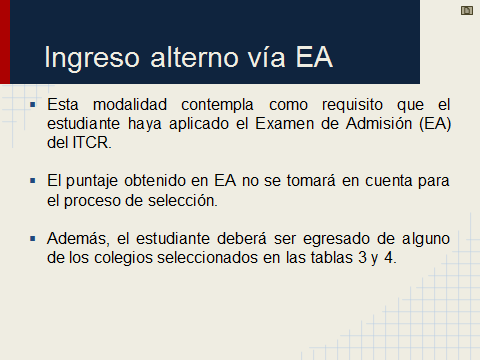 Ingreso alterno vía EA
▪ Esta modalidad contempla como requisito que el
estudiante haya aplicado el Examen de Admisión (EA)
del ITCR.
▪ El puntaje obtenido en EA no se tomará en cuenta para
el proceso de selección.
▪ Además, el estudiante deberá ser egresado de alguno
de los colegios seleccionados en las tablas 3 y 4.